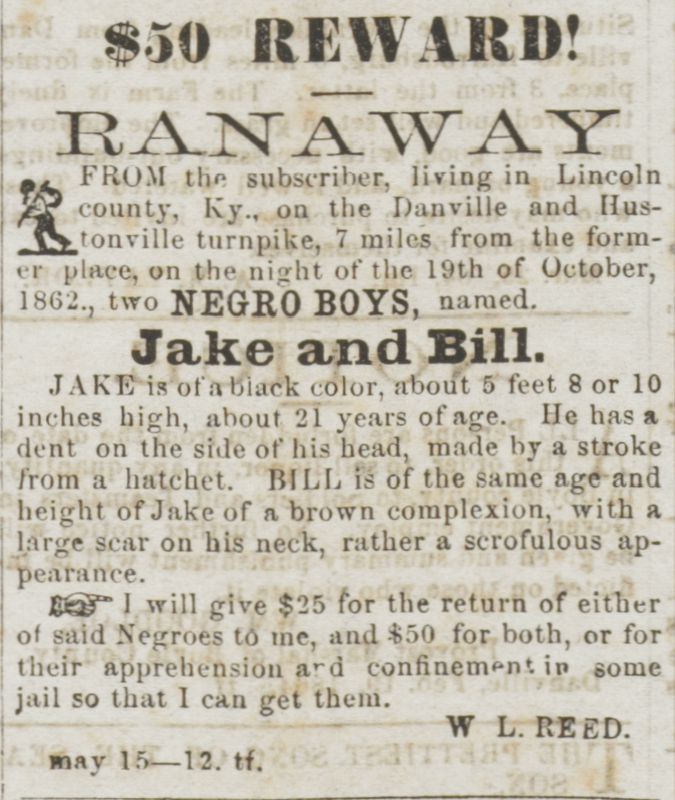 $50 REWARD!
RANAWAY
FROM the subscriber, living in Lincoln
county, Ky., on the Danville and Hus-
tonville turnpike, 7 miles from the form-
er place, on the night of the 19th of October,
1862., two NEGRO BOYS, named.
Jake and Bill.
JAKE is of a black color, about 5 feet 8 or 10
inches high, about 21 years of age. He has a
dent on the side of his head, made by a stroke
from a hatchet. BILL is of the same age and
height of Jake of a brown complexion, with a
large scar on his neck, rather a scrofulous ap-
pearance.
☞ I will give $25 for the return of either
of said Negroes to me, and $50 for both, or for
their apprehension and confinement in some
jail so that I can get them.
W L. REED.
may 15—12. tf.